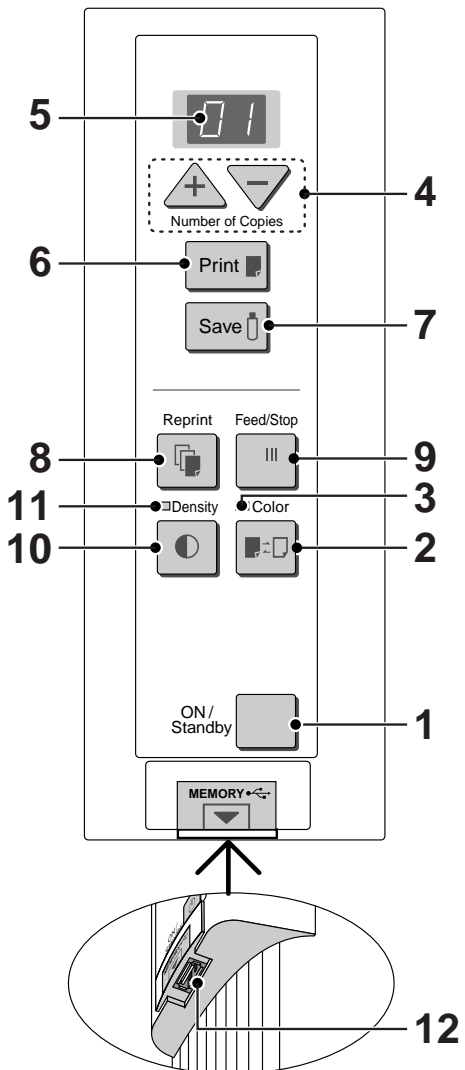 5
01
+ −
4
Number of Copies
6
Print
Save
7
Reprint Feed/Stop
8
9
11
Density
Color
3
10
2
ON/
Standby
1
MEMORY
12